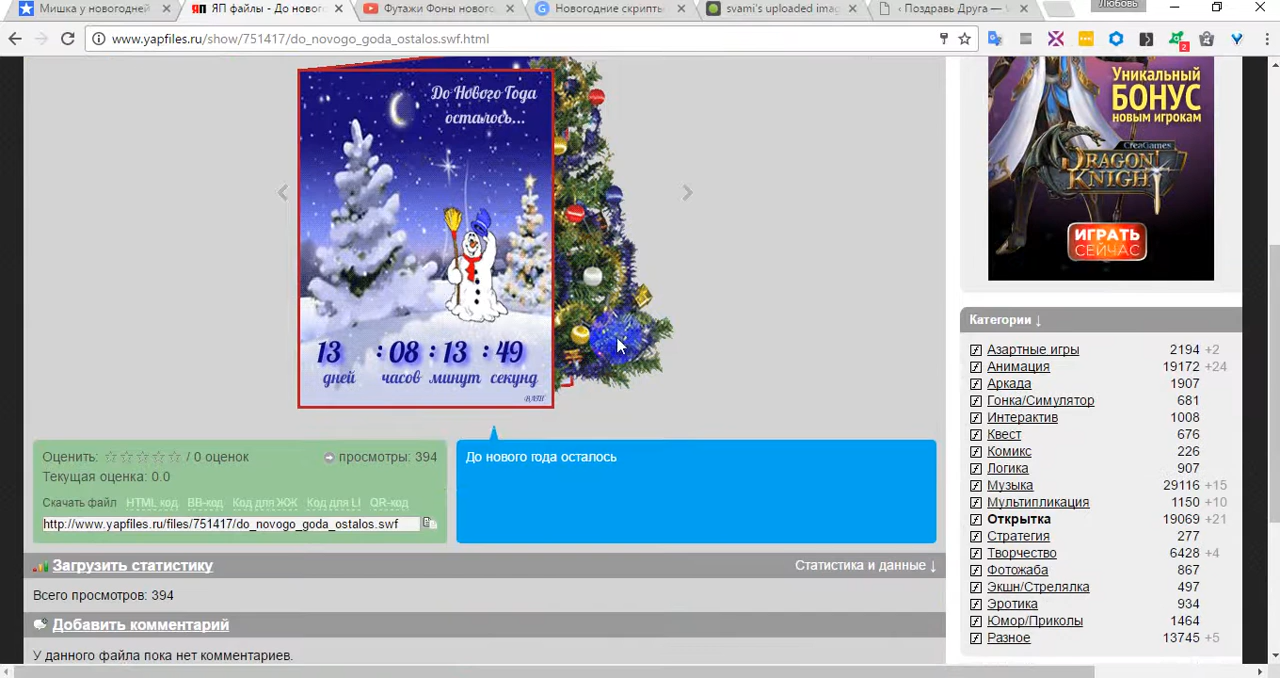 Мишка у новогодней
ЯП файлы - До новог
Футажи Фоны новог
Новогодние скрипты
svami's uploaded imag
‹ Поздравь Друга — V
Любовь
www.yapfiles.ru/show/751417/do_novogo_goda_ostalos.swf.html
2
До Нового Года
осталось...
13 : 08 : 13 : 49
дней часов минут секунд
Уникальный
БОНУС
новым игрокам
CreaGames
DRAGON
KNIGHT
ИГРАТЬ
СЕЙЧАС
Оценить: / 0 оценок
просмотры: 394
Текущая оценка: 0.0
Скачать файл HTML код BB-код Код для ЖЖ Код для LI QR-код
http://www.yapfiles.ru/files/751417/do_novogo_goda_ostalos.swf
До нового года осталось
Загрузить статистику
Статистика и данные ↓
Всего просмотров: 394
Добавить комментарий
У данного файла пока нет комментариев.
Категории ↓
Азартные игры 2194 +2
Анимация 19172 +24
Аркада 1907
Гонка/Симулятор 681
Интерактив 1008
Квест 676
Комикс 226
Логика 907
Музыка 29116 +15
Мультипликация 1150 +10
Открытка 19069 +21
Стратегия 277
Творчество 6428 +4
Фотожаба 867
Экшн/Стрелялка 497
Эротика 934
Юмор/Приколы 1464
Разное 13745 +5